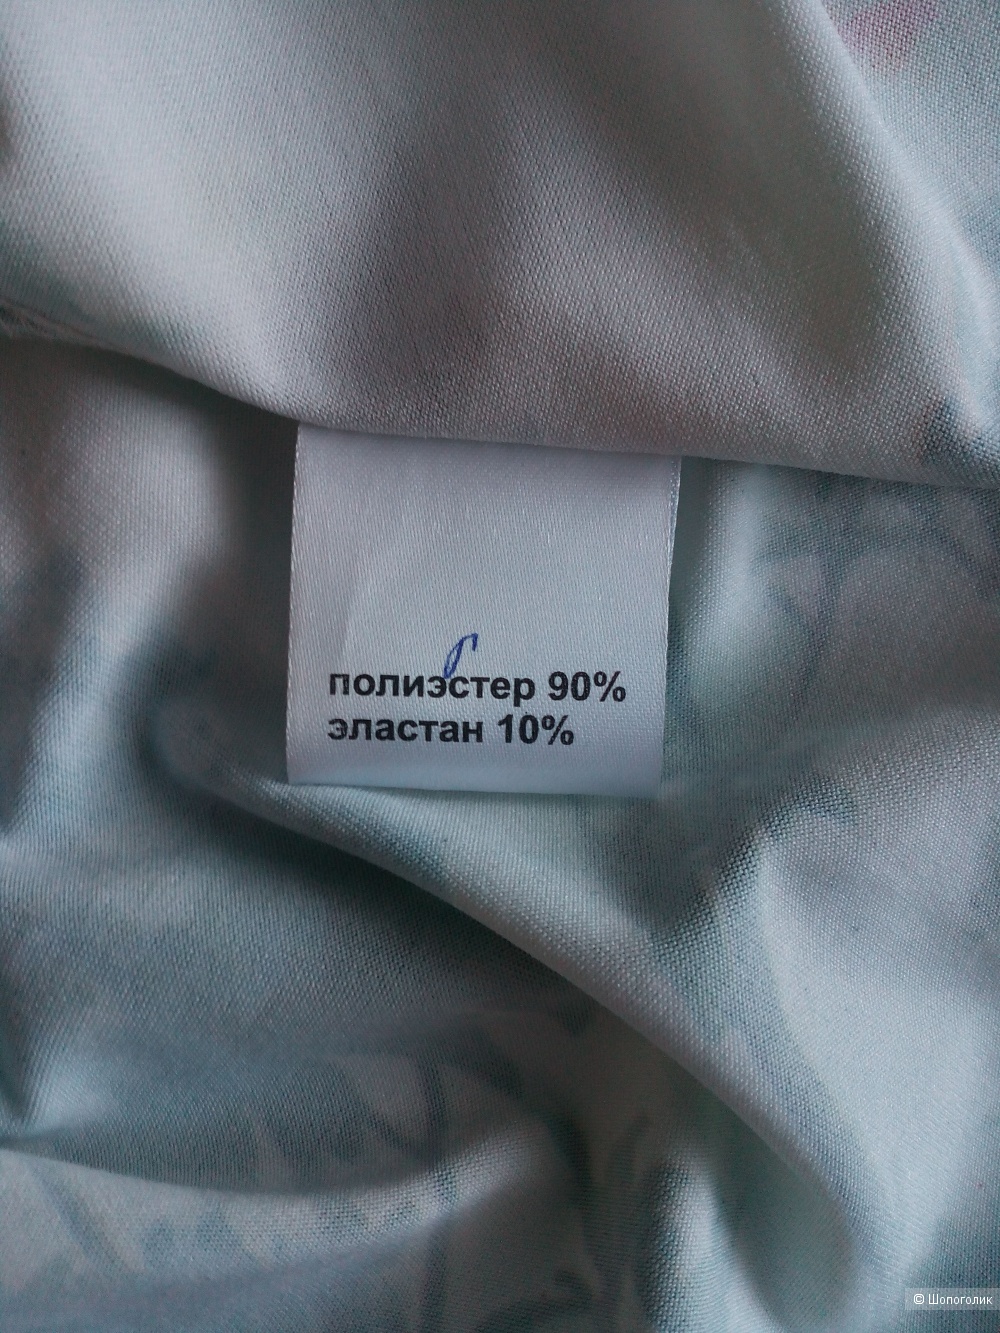 полиэстер 90%
эластан 10%
© Шопоголик